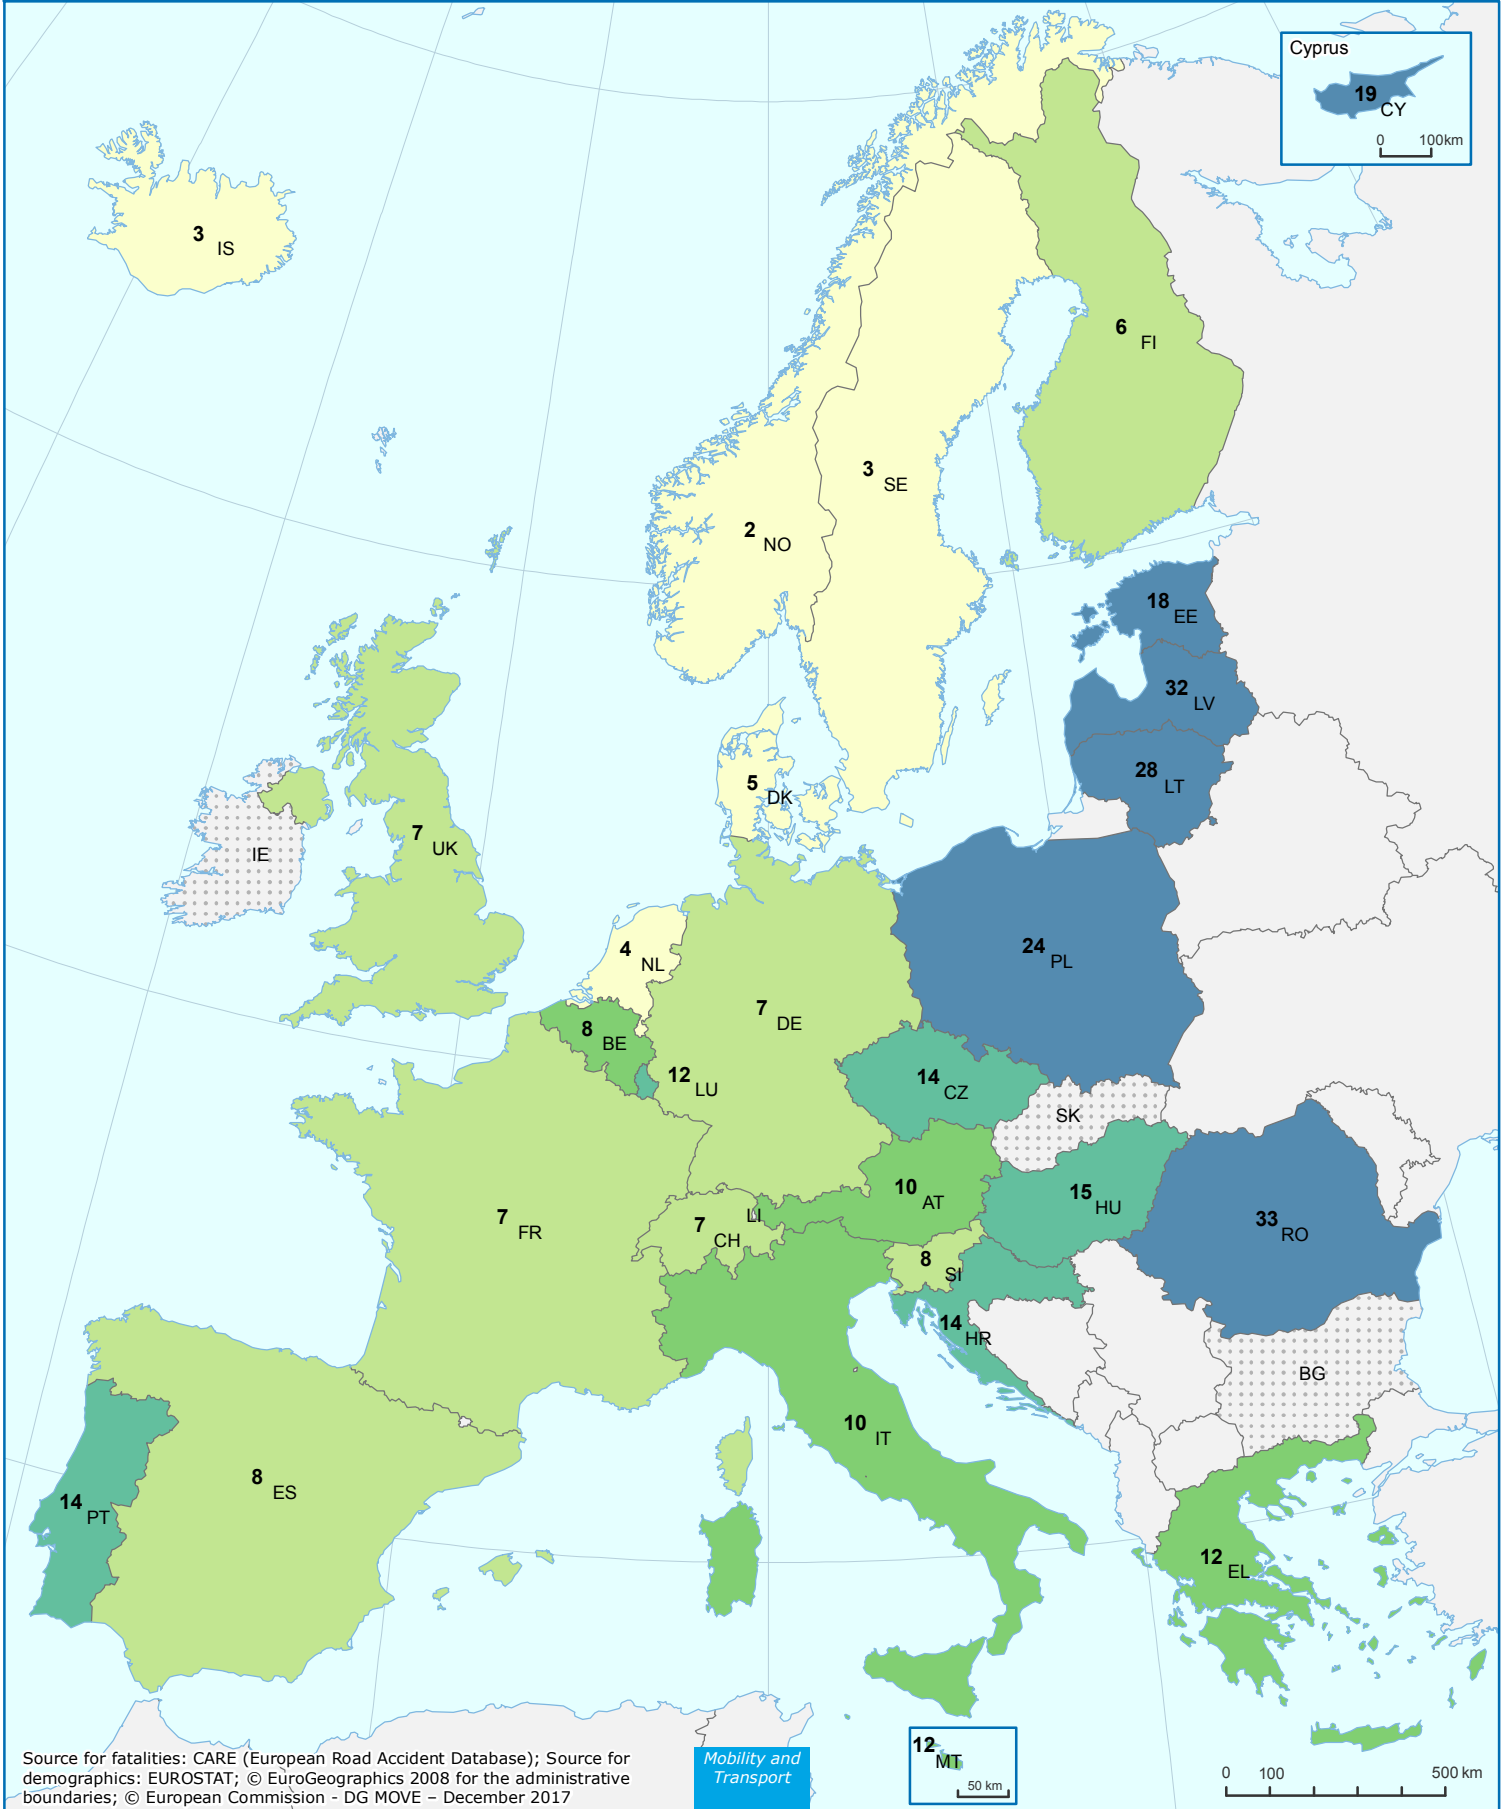 Cyprus
19
CY
0 100km
3
IS
6
FI
3
SE
2
NO
18
EE
32
LV
28
LT
5
DK
7
UK
IE
24
PL
4
NL
7
DE
8
BE
12
LU
14
CZ
SK
10
AT
15
HU
33
RO
7
FR
7
CH
LI
8
SI
14
HR
BG
10
IT
8
ES
14
PT
12
EL
12
MT
50 km
0 100 500 km
Source for fatalities: CARE (European Road Accident Database); Source for
demographics: EUROSTAT; © EuroGeographics 2008 for the administrative
boundaries; © European Commission - DG MOVE – December 2017
Mobility and
Transport